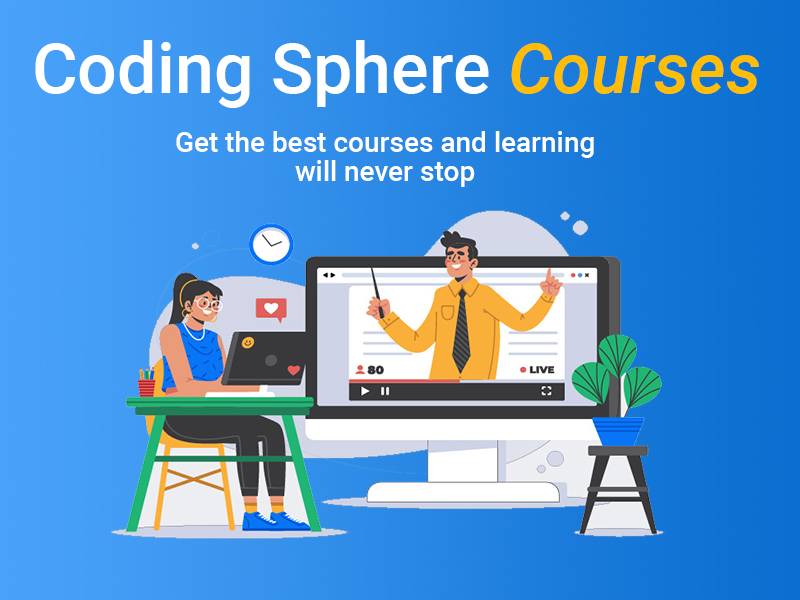 Coding Sphere Courses
Get the best courses and learning
will never stop
80
LIVE